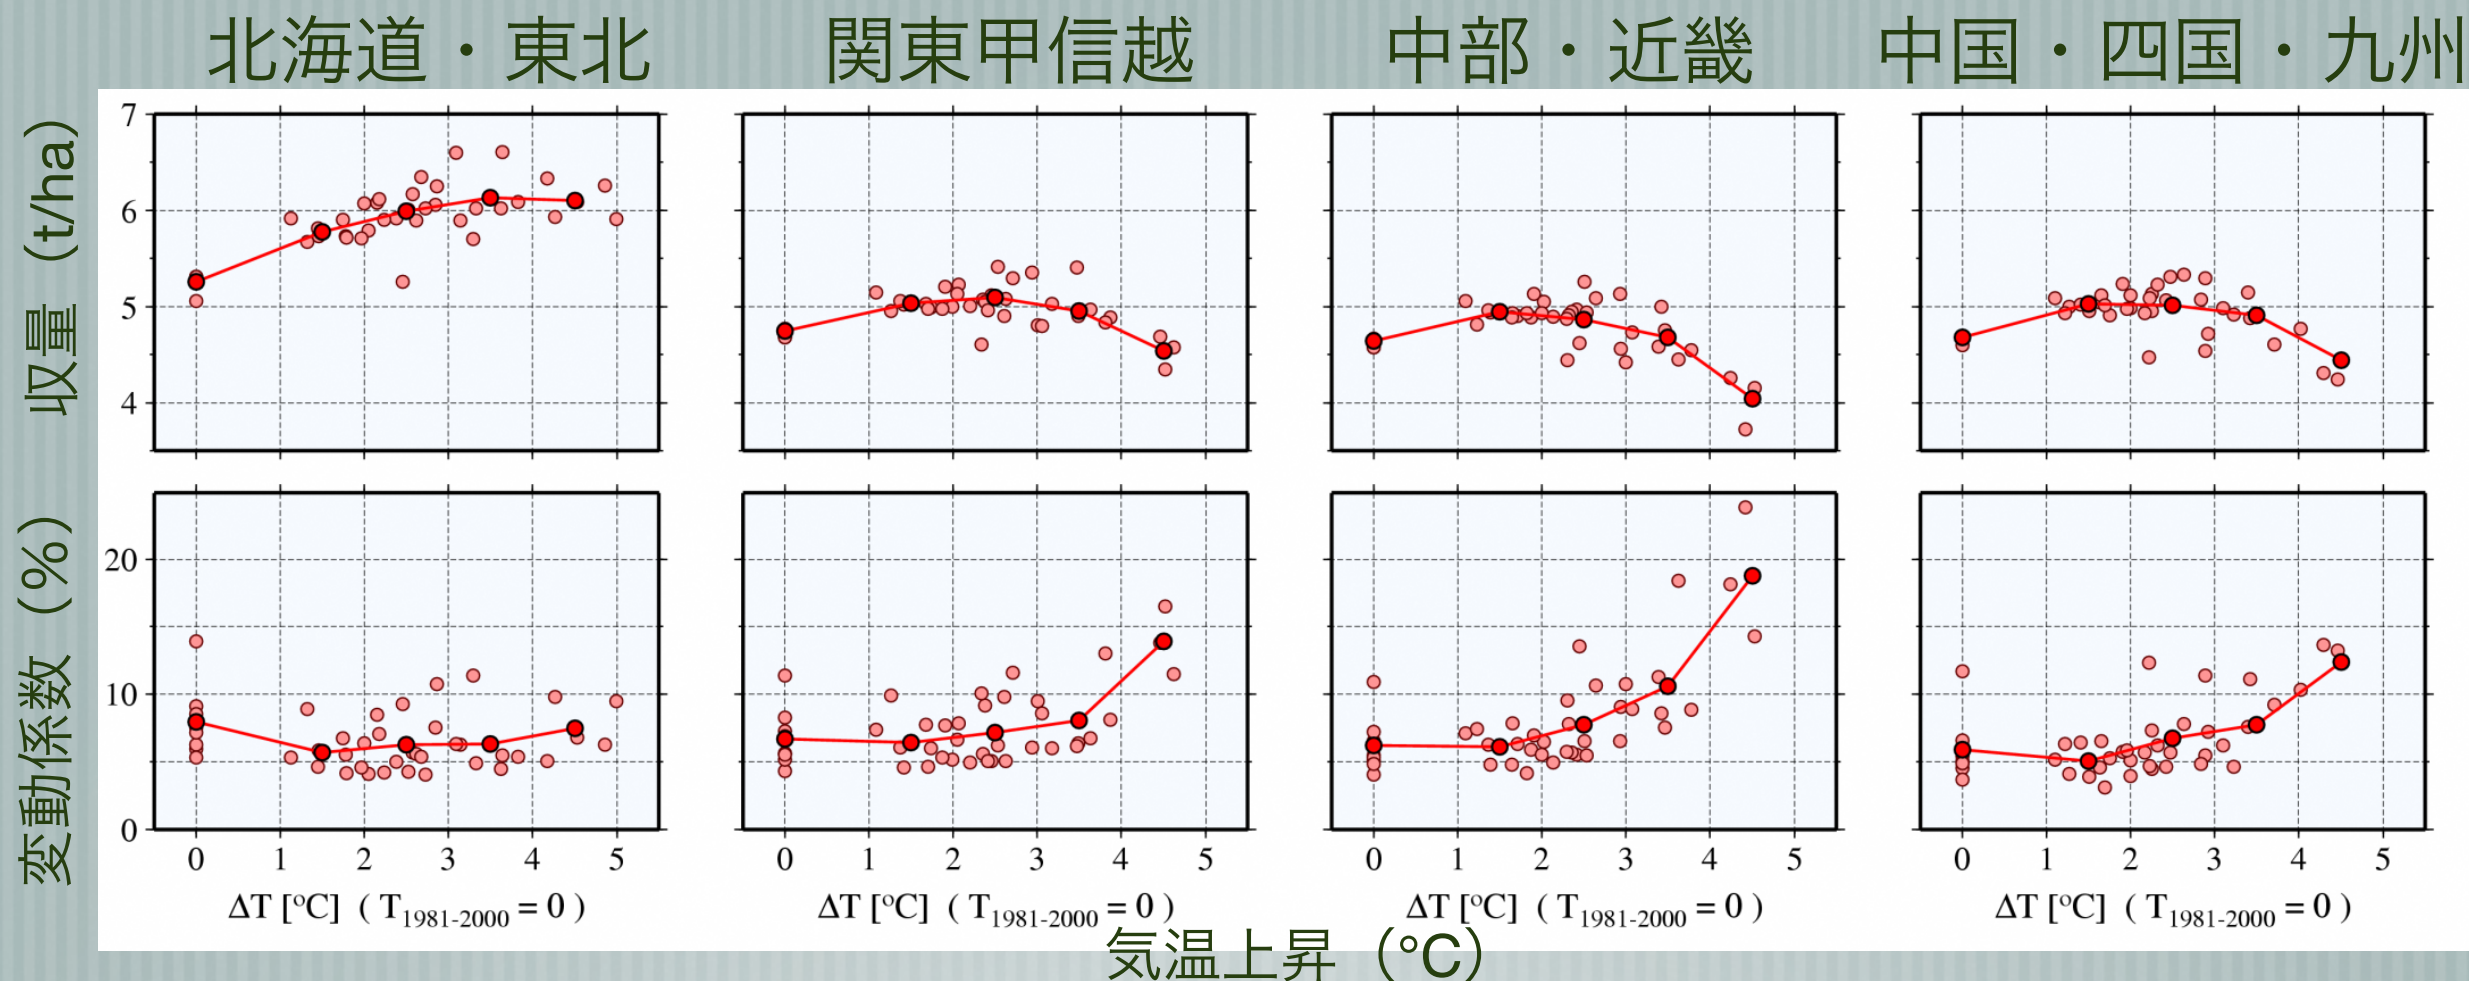 北海道・東北
関東甲信越
中部・近畿
中国・四国・九州
収量（t/ha）
7
6
5
4
変動係数（%）
20
10
0
0 1 2 3 4 5
0 1 2 3 4 5
0 1 2 3 4 5
0 1 2 3 4 5
ΔT [°C] ( T1981-2000 = 0 )
ΔT [°C] ( T1981-2000 = 0 )
ΔT [°C] ( T1981-2000 = 0 )
ΔT [°C] ( T1981-2000 = 0 )
気温上昇（℃）